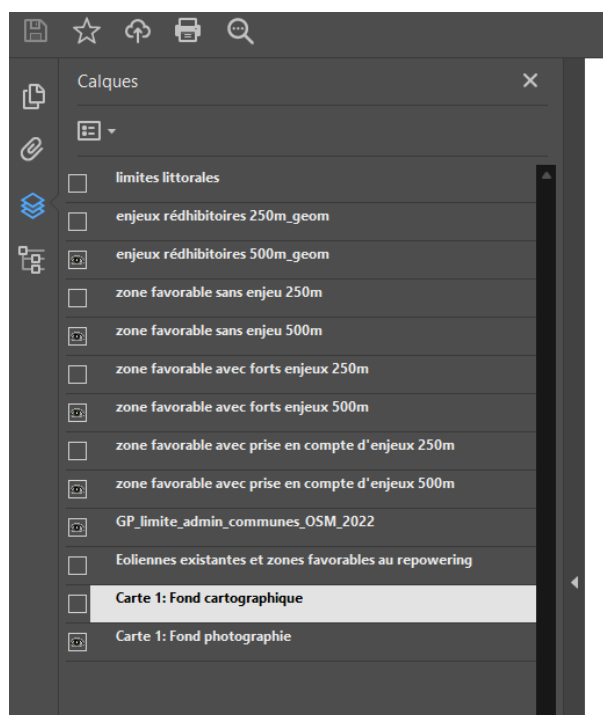 Calques
limites littorales
enjeux rédhibitoires 250m_geom
enjeux rédhibitoires 500m_geom
zone favorable sans enjeu 250m
zone favorable sans enjeu 500m
zone favorable avec forts enjeux 250m
zone favorable avec forts enjeux 500m
zone favorable avec prise en compte d'enjeux 250m
zone favorable avec prise en compte d'enjeux 500m
GP_limite_admin_communes_OSM_2022
Eoliennes existantes et zones favorables au repowering
Carte 1: Fond cartographique
Carte 1: Fond photographie